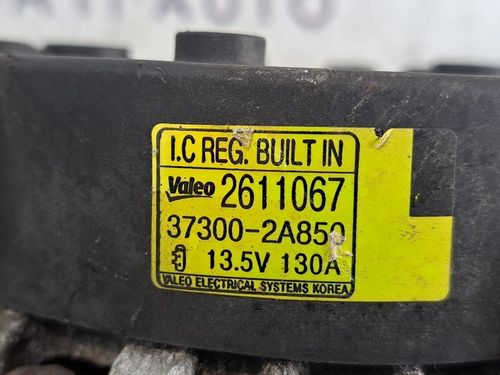 I.C REG. BUILT IN
Valeo 2611067
37300-2A850
13.5V 130A
VALEO ELECTRICAL SYSTEMS KOREA